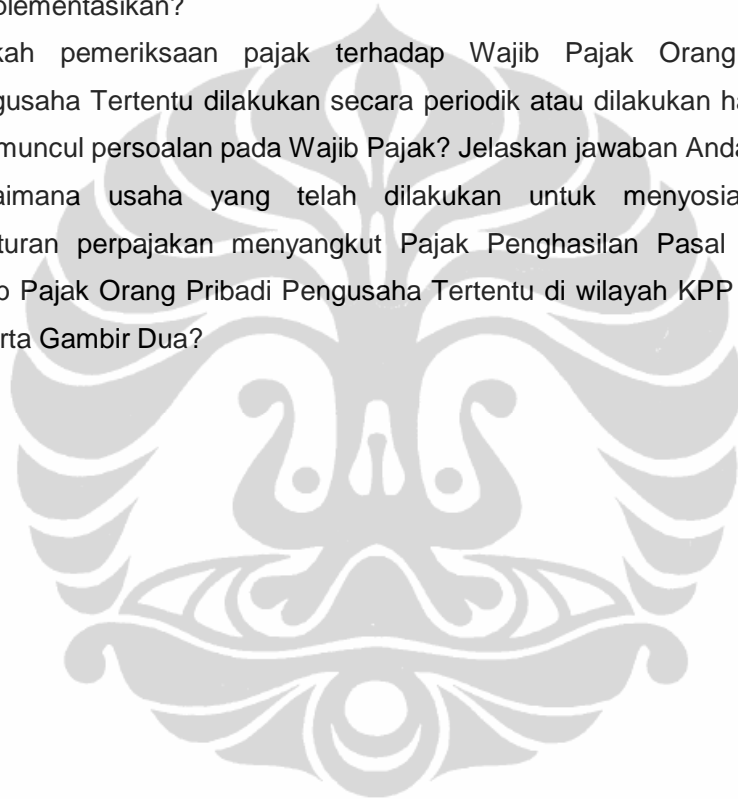 plementasikan?
kah pemeriksaan pajak terhadap Wajib Pajak Orang
gusaha Tertentu dilakukan secara periodik atau dilakukan ha
muncul persoalan pada Wajib Pajak? Jelaskan jawaban Anda
aimana usaha yang telah dilakukan untuk menyosia
turan perpajakan menyangkut Pajak Penghasilan Pasal
Pajak Orang Pribadi Pengusaha Tertentu di wilayah KPP
rta Gambir Dua?